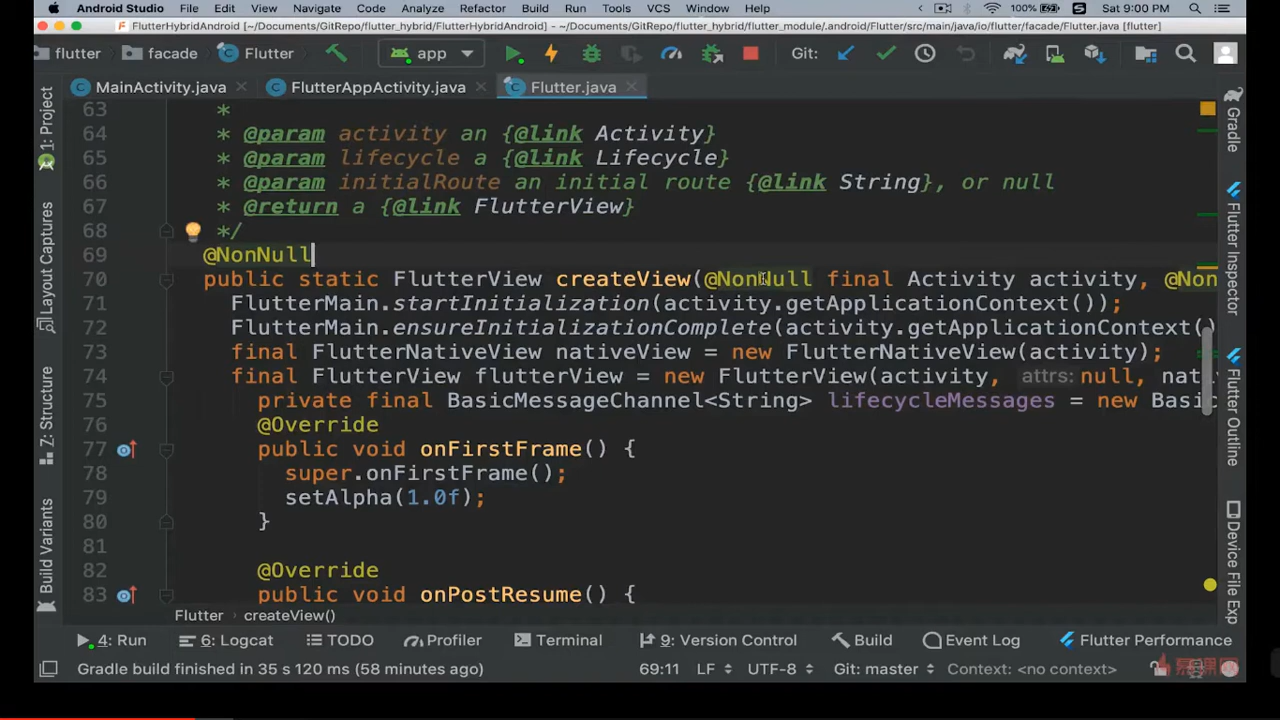 Android Studio File Edit View Navigate Code Analyze Refactor Build Run Tools VCS Window Help 100% Sat 9:00 PM
FlutterHybridAndroid [~/Documents/GitRepo/flutter_hybrid/FlutterHybridAndroid] - ~/Documents/GitRepo/flutter_hybrid/flutter_module/.android/Flutter/src/main/java/io/flutter/facade/Flutter.java [flutter]
flutter facade Flutter app Git:
MainActivity.java FlutterAppActivity.java Flutter.java
63 *
64 * @param activity an {@link Activity}
65 * @param lifecycle a {@link Lifecycle}
66 * @param initialRoute an initial route {@link String}, or null
67 * @return a {@link FlutterView}
68 */
69 @NonNull
70 public static FlutterView createView(@NonNull final Activity activity, @Non
71 FlutterMain.startInitialization(activity.getApplicationContext());
72 FlutterMain.ensureInitializationComplete(activity.getApplicationContext()
73 final FlutterNativeView nativeView = new FlutterNativeView(activity);
74 final FlutterView flutterView = new FlutterView(activity, attrs: null, nat
75 private final BasicMessageChannel<String> lifecycleMessages = new Basic
76 @Override
77 public void onFirstFrame() {
78 super.onFirstFrame();
79 setAlpha(1.0f);
80 }
81
82 @Override
83 public void onPostResume() {
Flutter createView()
1: Project
Layout Captures
Z: Structure
Build Variants
Gradle
Flutter Inspector
Flutter Outline
Device File Exp
4: Run 6: Logcat TODO Profiler Terminal 9: Version Control Build Event Log Flutter Performance
Gradle build finished in 35 s 120 ms (58 minutes ago) 69:11 LF UTF-8 Git: master Context: <no context>
慕课网